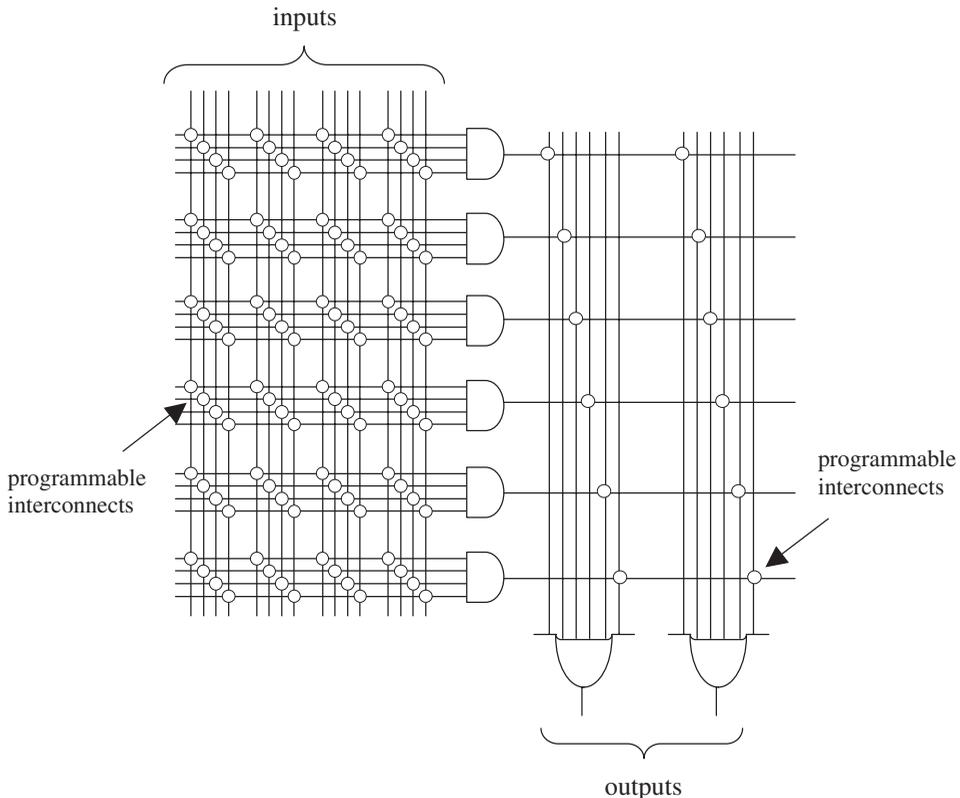 inputs
programmable
interconnects
programmable
interconnects
outputs